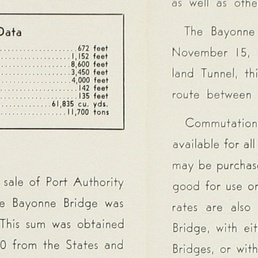 Data
672 feet
1,152 feet
8,600 feet
3,450 feet
4,000 feet
142 feet
135 feet
61,835 cu. yds.
11,700 tons
sale of Port Authority
e Bayonne Bridge was
This sum was obtained
0 from the States and
as well as othe
The Bayonne
November 15,
land Tunnel, thi
route between
Commutation
available for all
may be purchase
good for use on
rates are also
Bridge, with eit
Bridges, or with